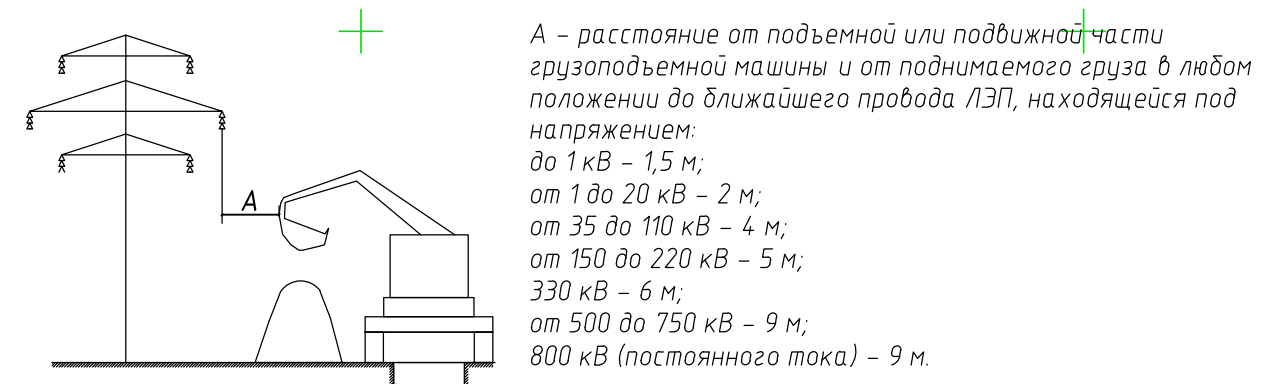 А
А – расстояние от подъемной или подвижной части
грузоподъемной машины и от поднимаемого груза в любом
положении до ближайшего провода ЛЭП, находящейся под
напряжением:
до 1 кВ – 1,5 м;
от 1 до 20 кВ – 2 м;
от 35 до 110 кВ – 4 м;
от 150 до 220 кВ – 5 м;
330 кВ – 6 м;
от 500 до 750 кВ – 9 м;
800 кВ (постоянного тока) – 9 м.